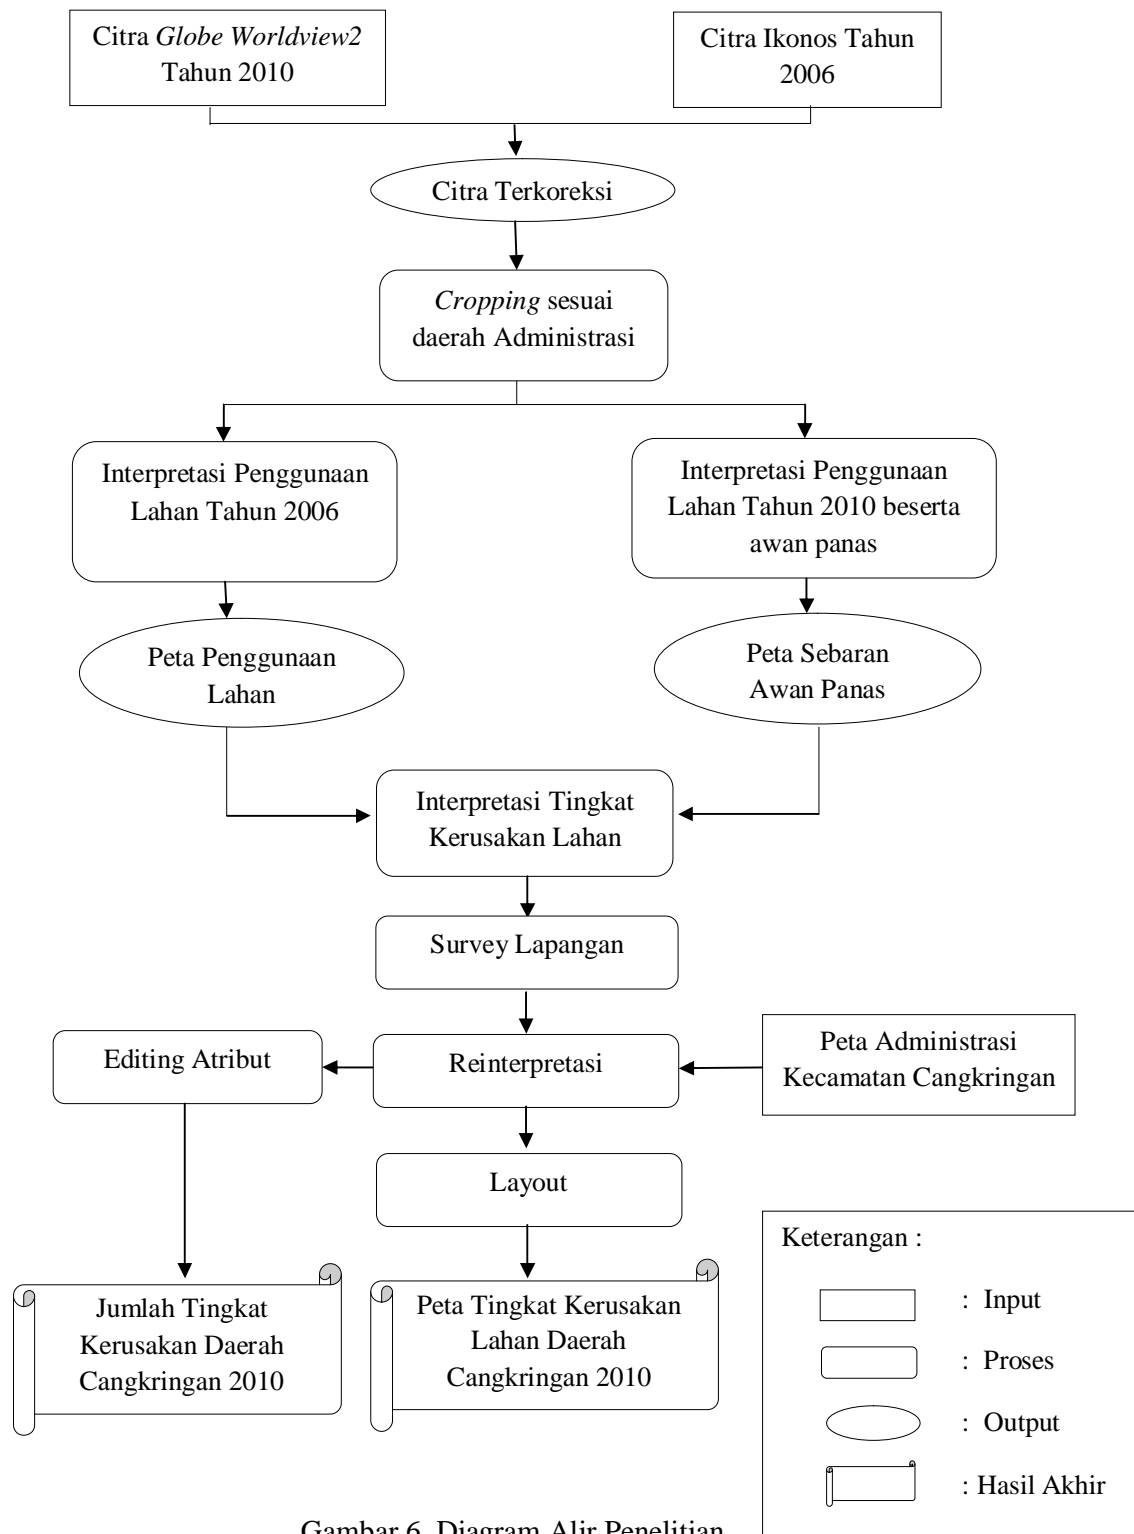 Citra Globe Worldview2
Tahun 2010
Citra Ikonos Tahun
2006
Citra Terkoreksi
Cropping sesuai
daerah Administrasi
Interpretasi Penggunaan
Lahan Tahun 2006
Interpretasi Penggunaan
Lahan Tahun 2010 beserta
awan panas
Peta Penggunaan
Lahan
Peta Sebaran
Awan Panas
Interpretasi Tingkat
Kerusakan Lahan
Survey Lapangan
Editing Atribut
Reinterpretasi
Peta Administrasi
Kecamatan Cangkringan
Layout
Jumlah Tingkat
Kerusakan Daerah
Cangkringan 2010
Peta Tingkat Kerusakan
Lahan Daerah
Cangkringan 2010
Keterangan :
: Input
: Proses
: Output
: Hasil Akhir
Gambar 6. Diagram Alir Penelitian